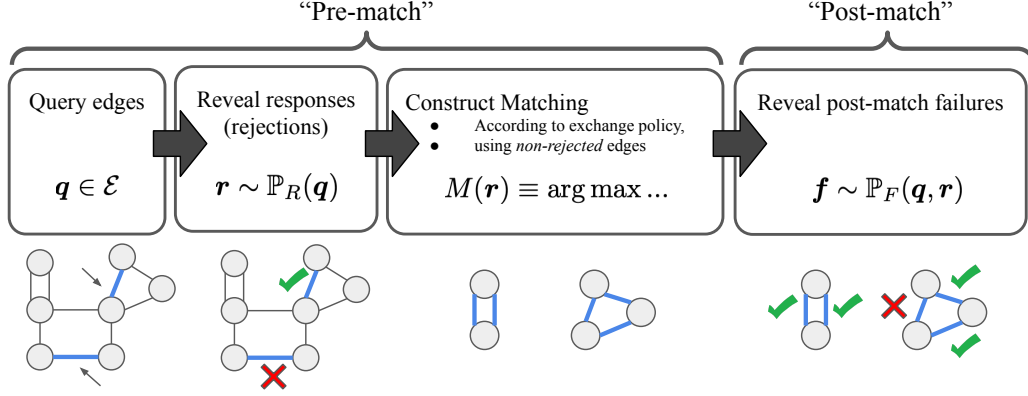 “Pre-match”
“Post-match”
Query edges
q ∈ ℰ
Reveal responses
(rejections)
r ∼ ℙ_R(q)
Construct Matching
● According to exchange policy,
● using non-rejected edges
M(r) ≡ arg max ...
Reveal post-match failures
f ∼ ℙ_F(q, r)